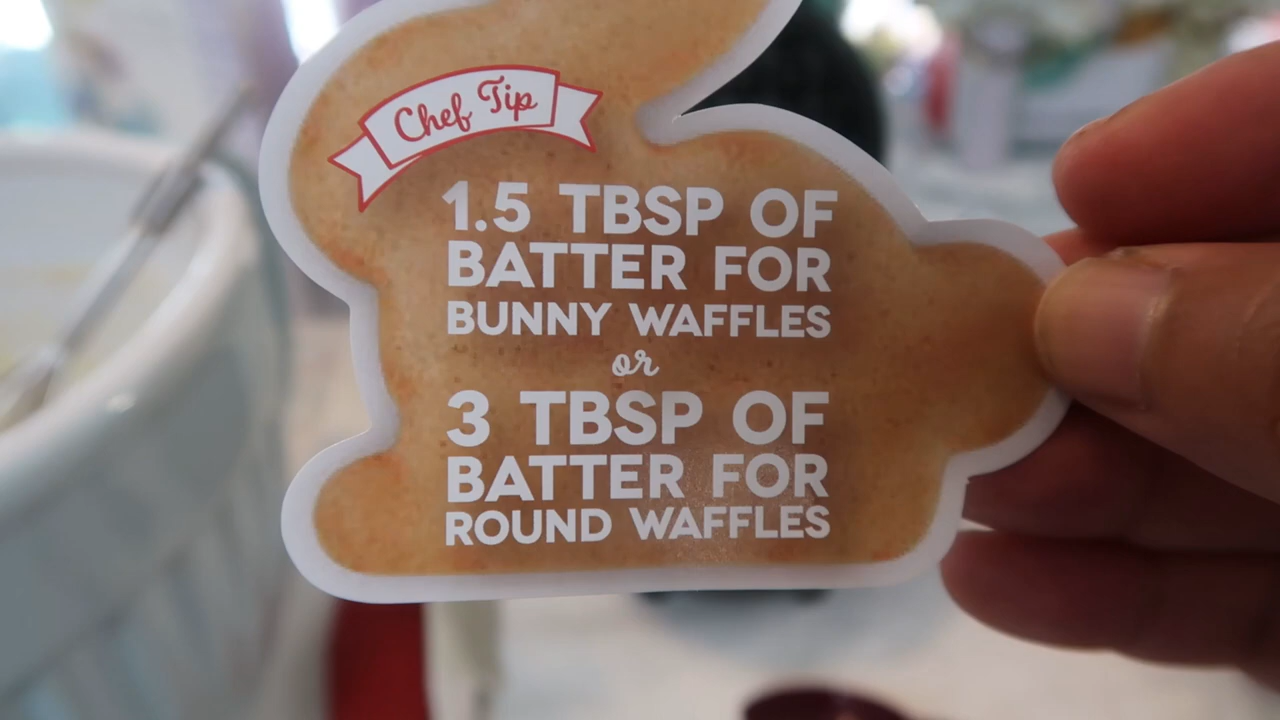 Chef Tip
1.5 TBSP OF
BATTER FOR
BUNNY WAFFLES
or
3 TBSP OF
BATTER FOR
ROUND WAFFLES